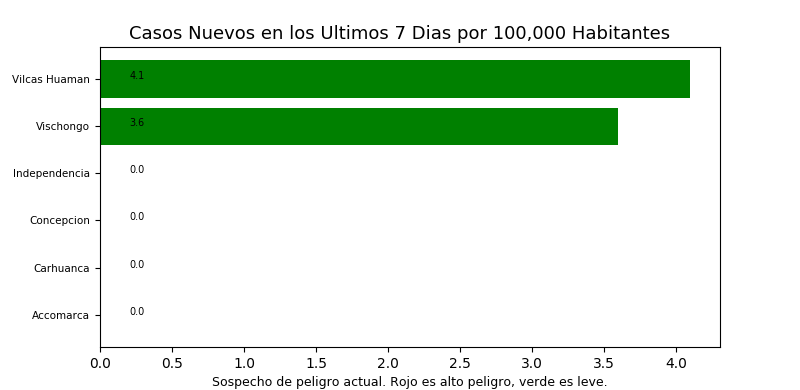 Casos Nuevos en los Ultimos 7 Dias por 100,000 Habitantes
Vilcas Huaman 4.1
Vischongo 3.6
Independencia 0.0
Concepcion 0.0
Carhuanca 0.0
Accomarca 0.0
0.0 0.5 1.0 1.5 2.0 2.5 3.0 3.5 4.0
Sospecho de peligro actual. Rojo es alto peligro, verde es leve.